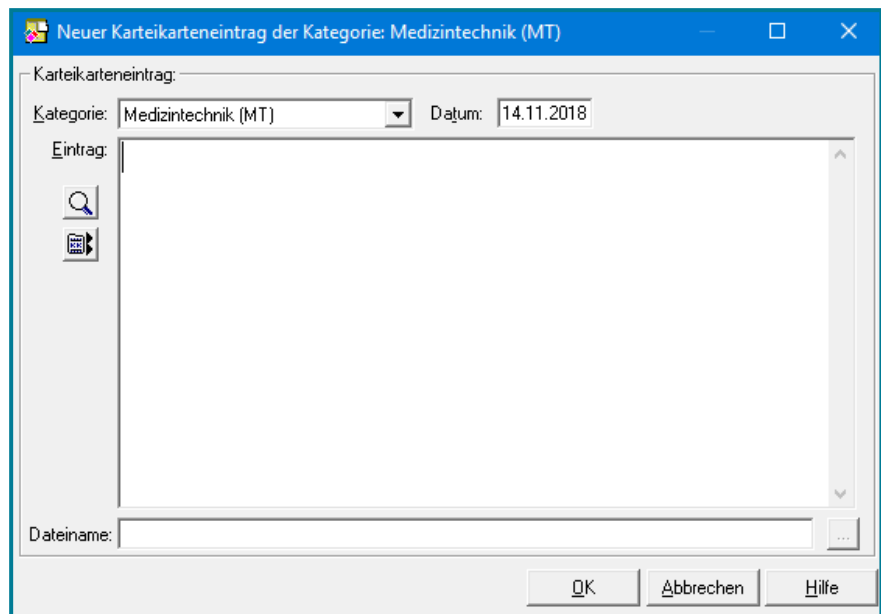 Neuer Karteikarteneintrag der Kategorie: Medizintechnik (MT)
Karteikarteneintrag:
Kategorie: Medizintechnik (MT) Datum: 14.11.2018
Eintrag:
KK
Dateiname: ...
OK Abbrechen Hilfe